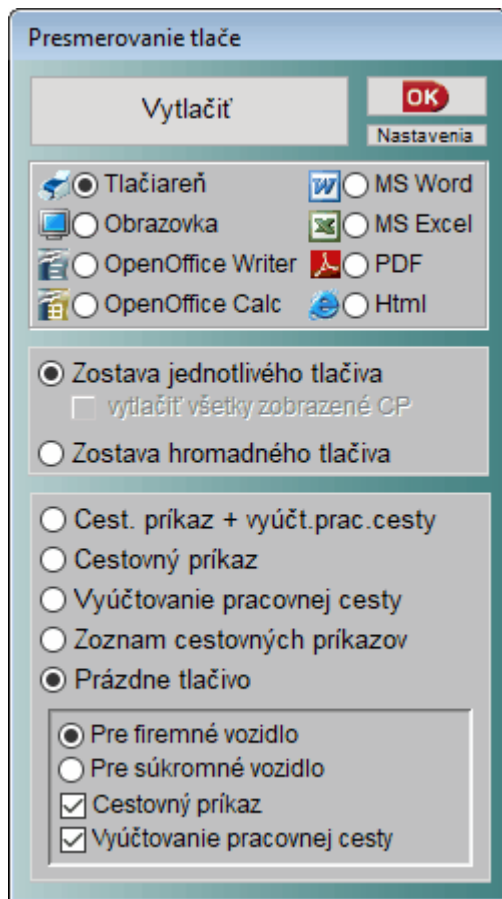 Presmerovanie tlače
Vytlačiť
OK
Nastavenia
Tlačiareň
MS Word
Obrazovka
MS Excel
OpenOffice Writer
PDF
OpenOffice Calc
Html
Zostava jednotlivého tlačiva
vytlačiť všetky zobrazené CP
Zostava hromadného tlačiva
Cest. príkaz + vyúčt.prac.cesty
Cestovný príkaz
Vyúčtovanie pracovnej cesty
Zoznam cestovných príkazov
Prázdne tlačivo
Pre firemné vozidlo
Pre súkromné vozidlo
Cestovný príkaz
Vyúčtovanie pracovnej cesty